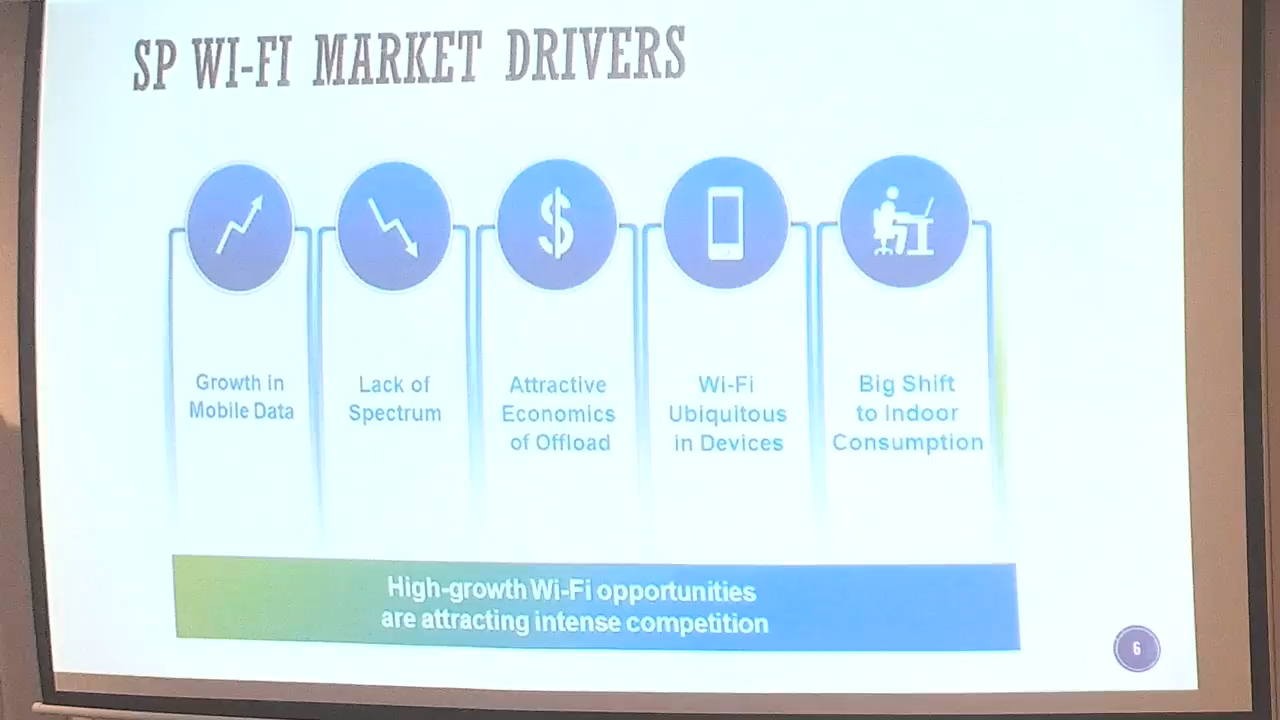 SP WI-FI MARKET DRIVERS
Growth in
Mobile Data
Lack of
Spectrum
Attractive
Economics
of Offload
Wi-Fi
Ubiquitous
in Devices
Big Shift
to Indoor
Consumption
High-growth Wi-Fi opportunities
are attracting intense competition
6